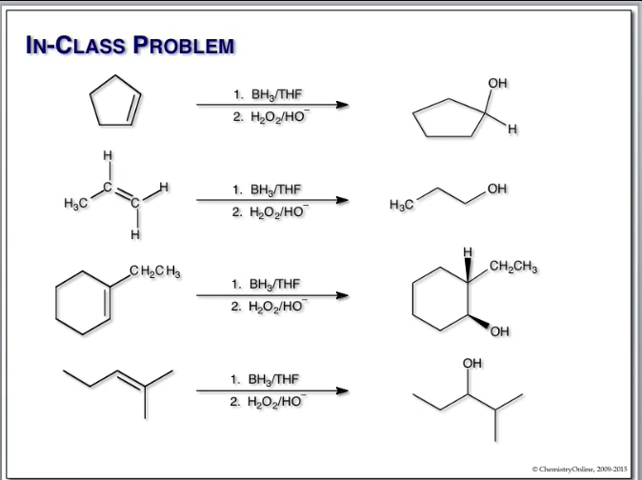 IN-CLASS PROBLEM
1. BH₃/THF
2. H₂O₂/HO⁻
OH
H
H
C
H
H₃C
C
H
1. BH₃/THF
2. H₂O₂/HO⁻
H₃C
OH
CH₂CH₃
1. BH₃/THF
2. H₂O₂/HO⁻
H
CH₂CH₃
OH
1. BH₃/THF
2. H₂O₂/HO⁻
OH
© ChemistryOnline, 2009-2015